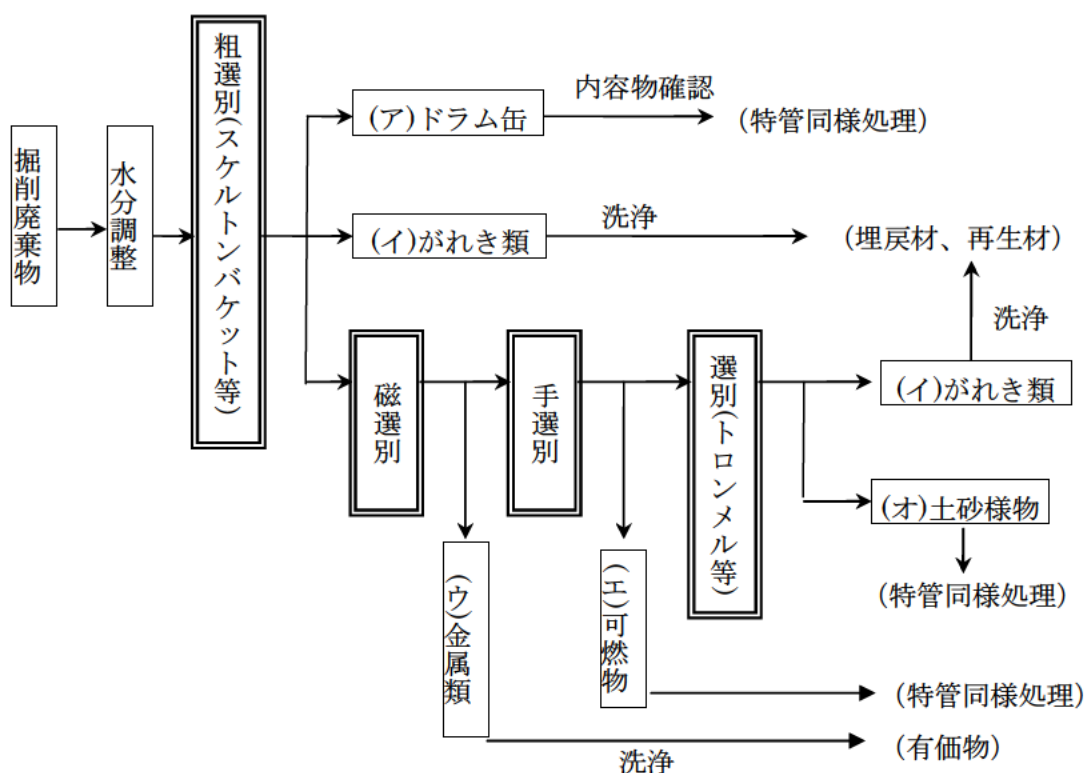 掘削廃棄物
水分調整
粗選別(スケルトンバケット等)
(ア)ドラム缶
内容物確認
(特管同様処理)
(イ)がれき類
洗浄
(埋戻材、再生材)
洗浄
磁選別
手選別
選別(トロンメル等)
(イ)がれき類
(オ)土砂様物
(特管同様処理)
(ウ)金属類
(エ)可燃物
(特管同様処理)
洗浄
(有価物)